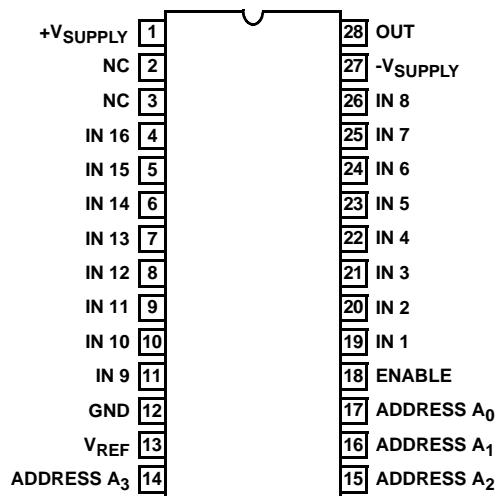 +VSUPPLY 1 28 OUT
NC 2 27 -VSUPPLY
NC 3 26 IN 8
IN 16 4 25 IN 7
IN 15 5 24 IN 6
IN 14 6 23 IN 5
IN 13 7 22 IN 4
IN 12 8 21 IN 3
IN 11 9 20 IN 2
IN 10 10 19 IN 1
IN 9 11 18 ENABLE
GND 12 17 ADDRESS A0
VREF 13 16 ADDRESS A1
ADDRESS A3 14 15 ADDRESS A2